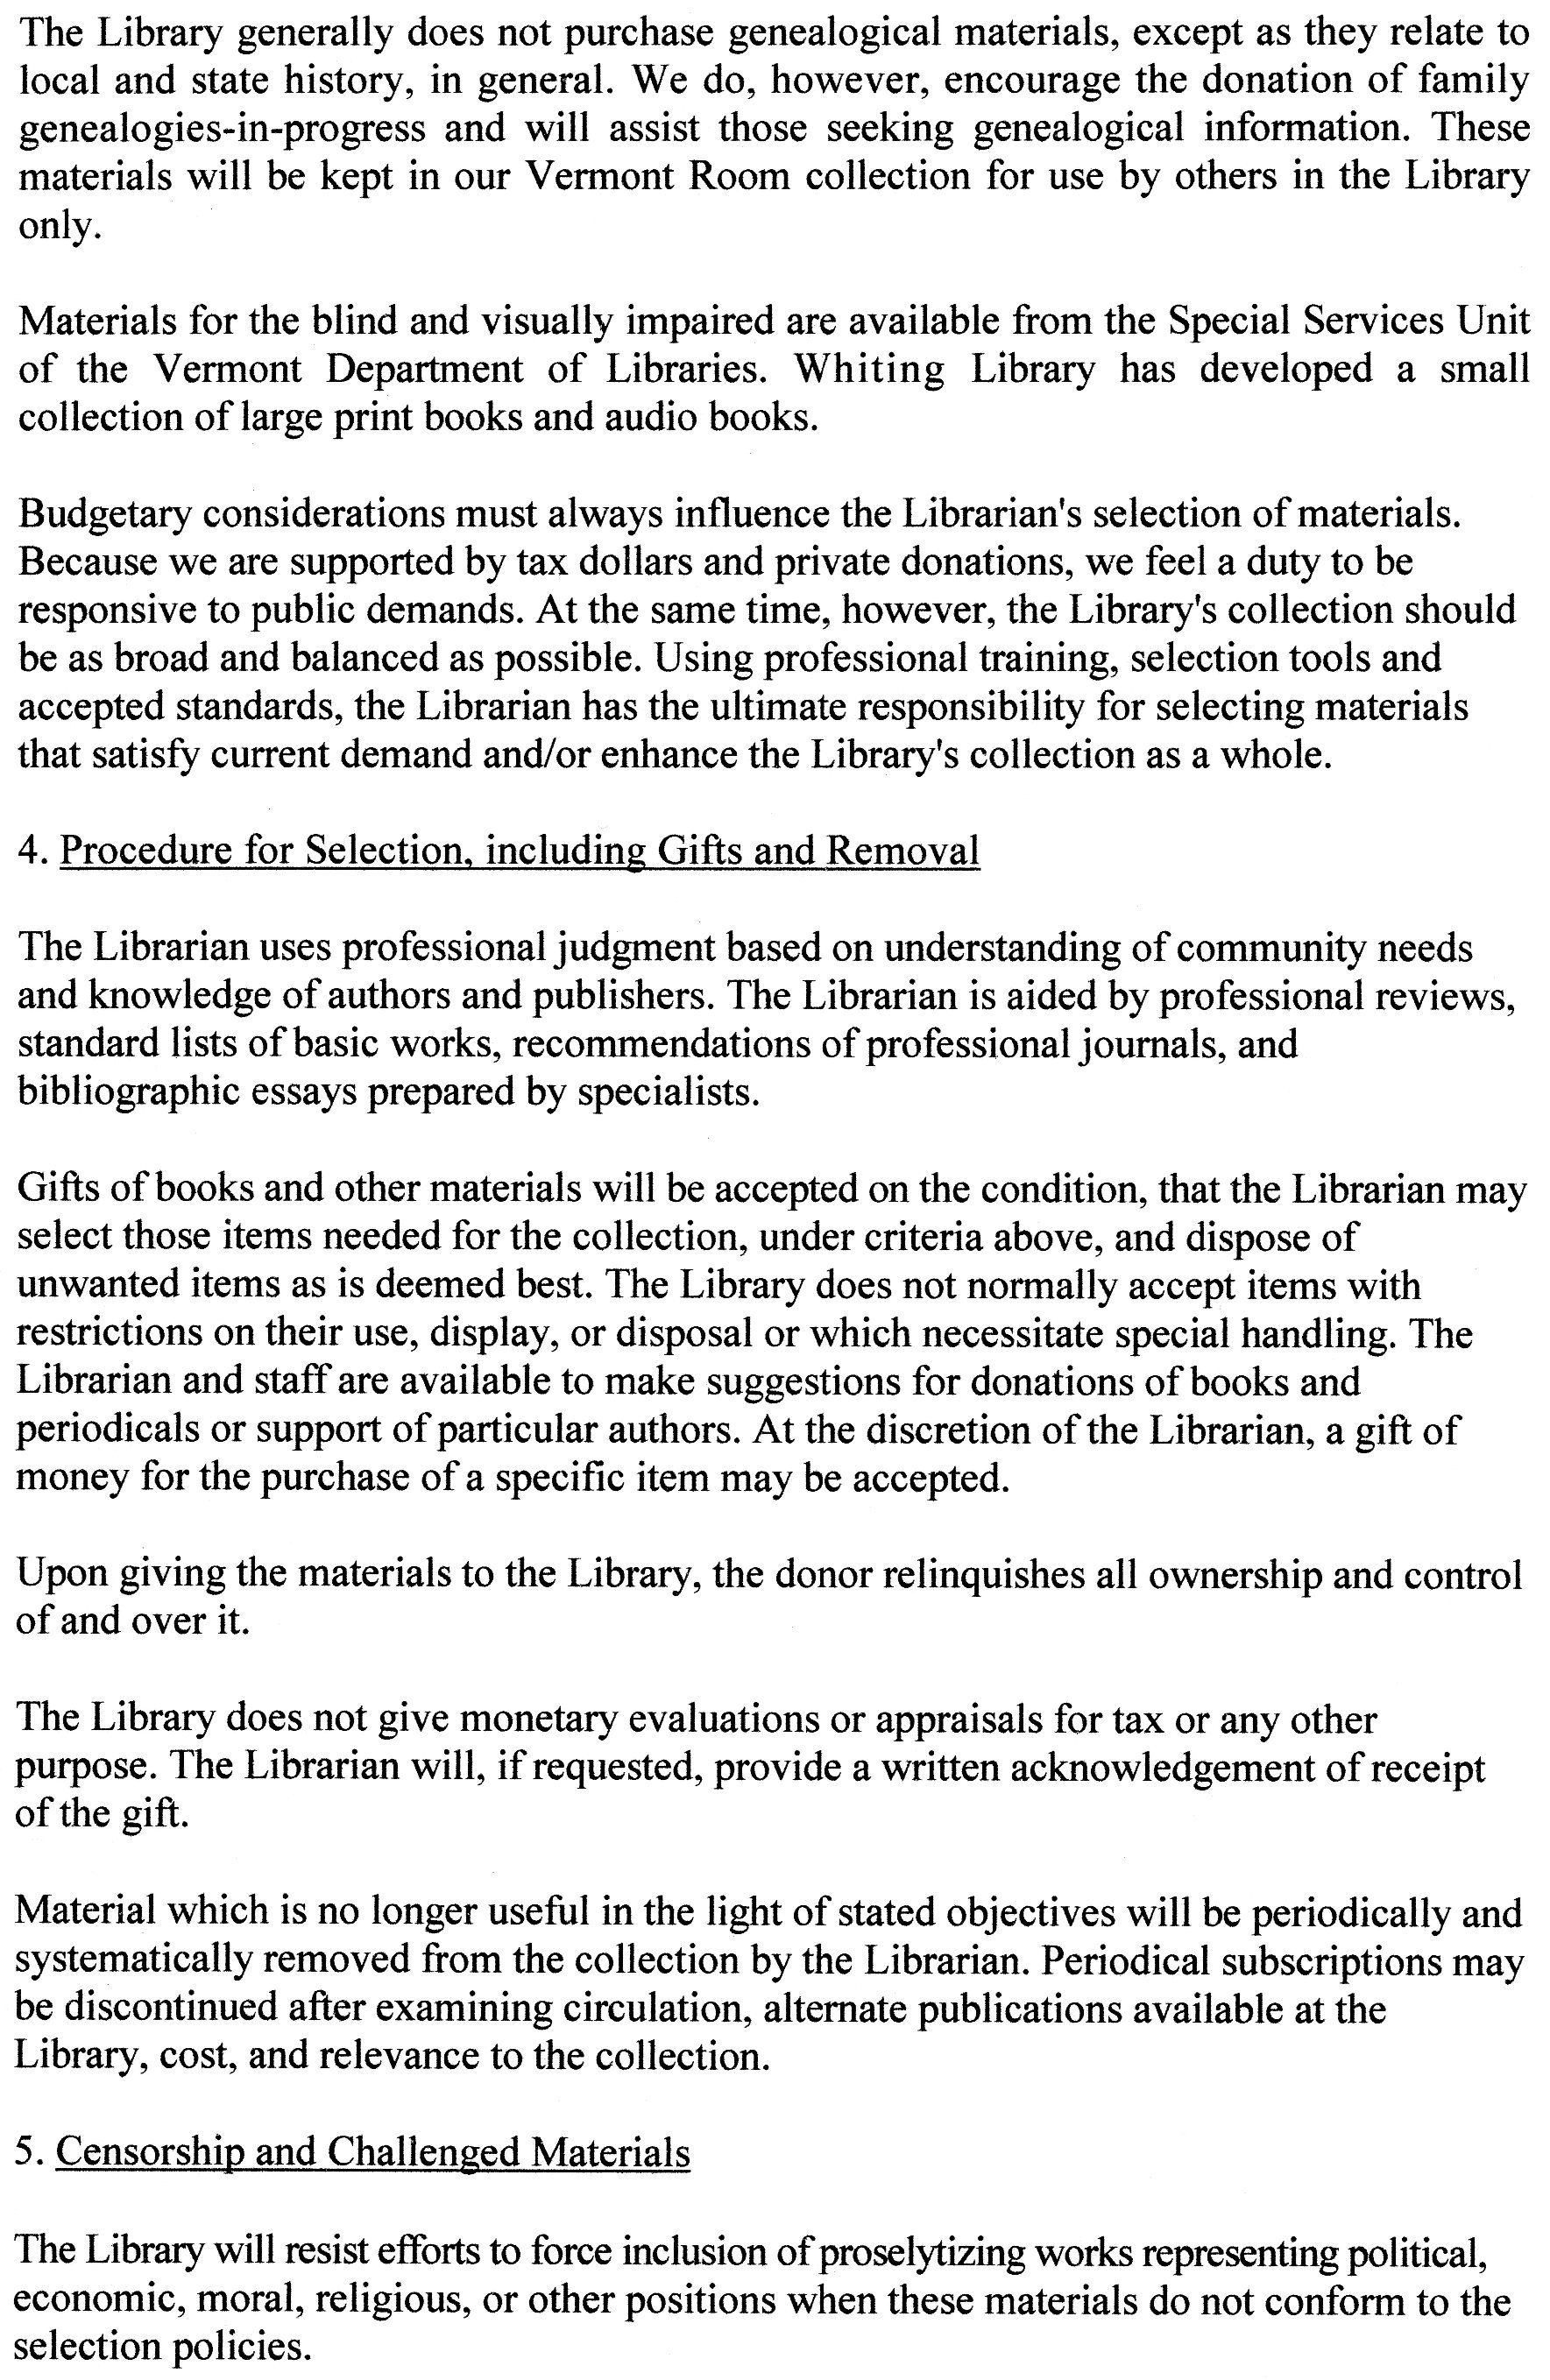 The Library generally does not purchase genealogical materials, except as they relate to
local and state history, in general. We do, however, encourage the donation of family
genealogies-in-progress and will assist those seeking genealogical information. These
materials will be kept in our Vermont Room collection for use by others in the Library
only.
Materials for the blind and visually impaired are available from the Special Services Unit
of the Vermont Department of Libraries. Whiting Library has developed a small
collection of large print books and audio books.
Budgetary considerations must always influence the Librarian's selection of materials.
Because we are supported by tax dollars and private donations, we feel a duty to be
responsive to public demands. At the same time, however, the Library's collection should
be as broad and balanced as possible. Using professional training, selection tools and
accepted standards, the Librarian has the ultimate responsibility for selecting materials
that satisfy current demand and/or enhance the Library's collection as a whole.
4. Procedure for Selection, including Gifts and Removal
The Librarian uses professional judgment based on understanding of community needs
and knowledge of authors and publishers. The Librarian is aided by professional reviews,
standard lists of basic works, recommendations of professional journals, and
bibliographic essays prepared by specialists.
Gifts of books and other materials will be accepted on the condition, that the Librarian may
select those items needed for the collection, under criteria above, and dispose of
unwanted items as is deemed best. The Library does not normally accept items with
restrictions on their use, display, or disposal or which necessitate special handling. The
Librarian and staff are available to make suggestions for donations of books and
periodicals or support of particular authors. At the discretion of the Librarian, a gift of
money for the purchase of a specific item may be accepted.
Upon giving the materials to the Library, the donor relinquishes all ownership and control
of and over it.
The Library does not give monetary evaluations or appraisals for tax or any other
purpose. The Librarian will, if requested, provide a written acknowledgement of receipt
of the gift.
Material which is no longer useful in the light of stated objectives will be periodically and
systematically removed from the collection by the Librarian. Periodical subscriptions may
be discontinued after examining circulation, alternate publications available at the
Library, cost, and relevance to the collection.
5. Censorship and Challenged Materials
The Library will resist efforts to force inclusion of proselytizing works representing political,
economic, moral, religious, or other positions when these materials do not conform to the
selection policies.